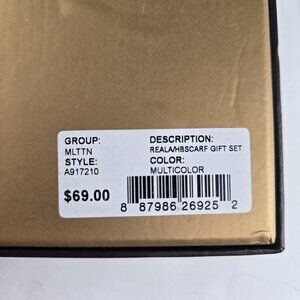 GROUP: DESCRIPTION:
MLTTN REALA/HBSCARF GIFT SET
STYLE: COLOR:
A917210 MULTICOLOR
$69.00
8 87986 26925 2